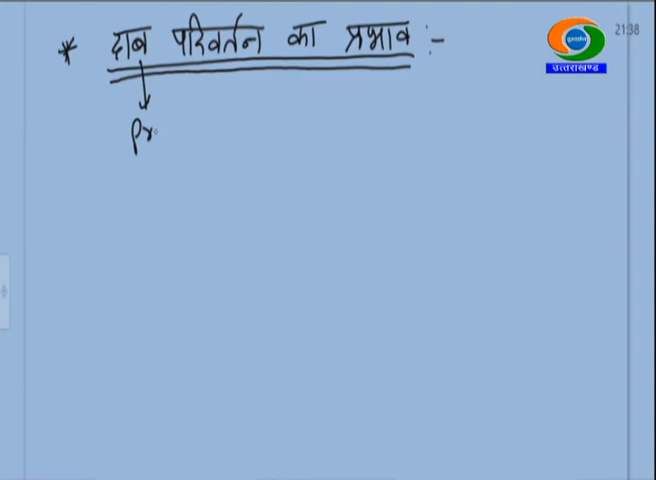 * दाब परिवर्तन का प्रभाव :-
Pr
21:38
उत्तराखण्ड